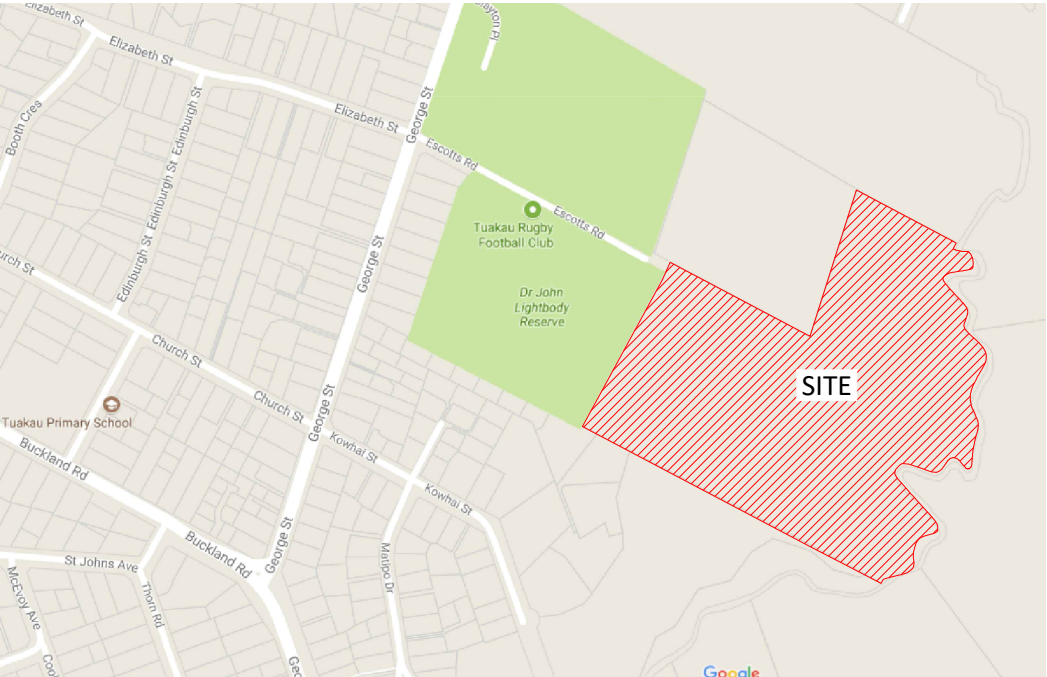 Elizabeth St
Elizabeth St
Elizabeth St
Booth Cres
Edinburgh St
Edinburgh St
Edinburgh St
George St
Escotts Rd
Escotts Rd
Tuakau Rugby
Football Club
Dr John
Lightbody
Reserve
George St
Church St
Church St
George St
Kowhai St
Kowhai St
SITE
Tuakau Primary School
Buckland Rd
Buckland Rd
George St
St Johns Ave
McEvoy Ave
Thorn Rd
Matipo Dr
Google